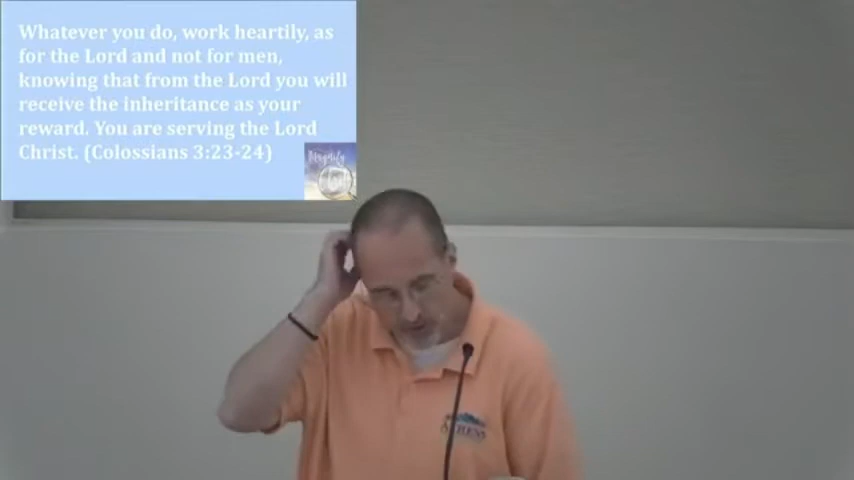 Whatever you do, work heartily, as
for the Lord and not for men,
knowing that from the Lord you will
receive the inheritance as your
reward. You are serving the Lord
Christ. (Colossians 3:23-24)
Magnify